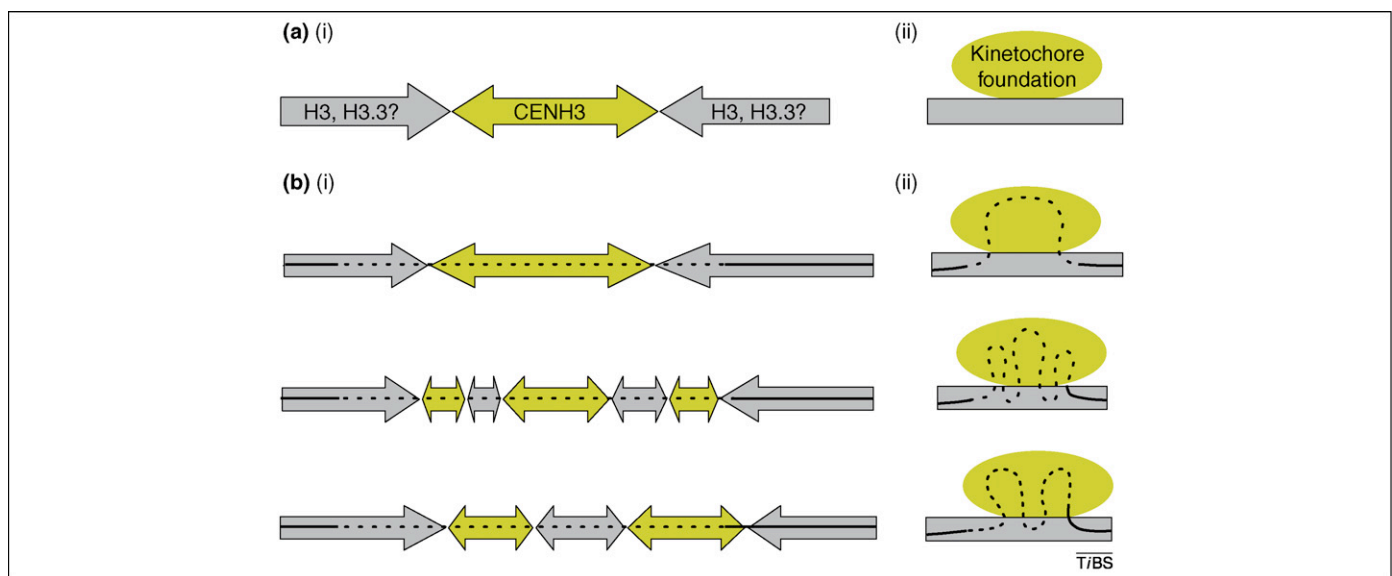 (a) (i)
(ii)
Kinetochore
foundation
H3, H3.3?
CENH3
H3, H3.3?
(b) (i)
(ii)
TiBS